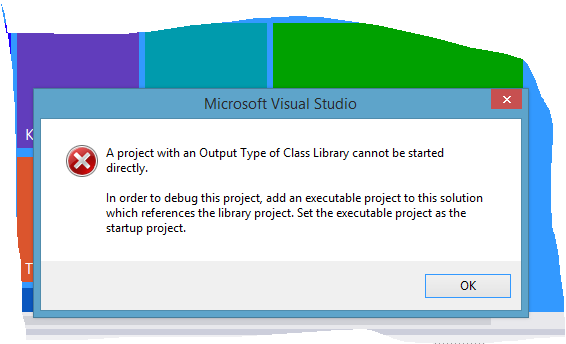 Microsoft Visual Studio
K
A project with an Output Type of Class Library cannot be started
directly.
In order to debug this project, add an executable project to this solution
which references the library project. Set the executable project as the
startup project.
T
OK